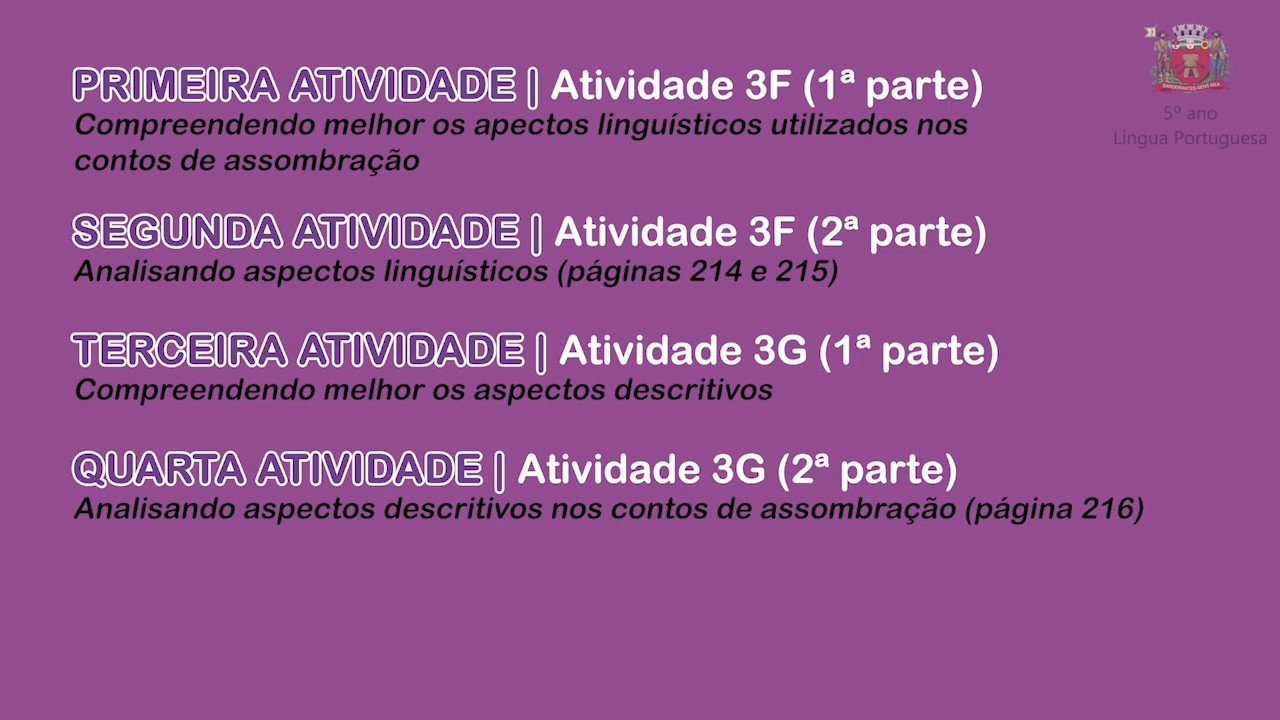 PRIMEIRA ATIVIDADE | Atividade 3F (1ª parte)
Compreendendo melhor os apectos linguísticos utilizados nos
contos de assombração
SEGUNDA ATIVIDADE | Atividade 3F (2ª parte)
Analisando aspectos linguísticos (páginas 214 e 215)
TERCEIRA ATIVIDADE | Atividade 3G (1ª parte)
Compreendendo melhor os aspectos descritivos
QUARTA ATIVIDADE | Atividade 3G (2ª parte)
Analisando aspectos descritivos nos contos de assombração (página 216)
BANDEIRANTES GENS MEA
5º ano
Língua Portuguesa